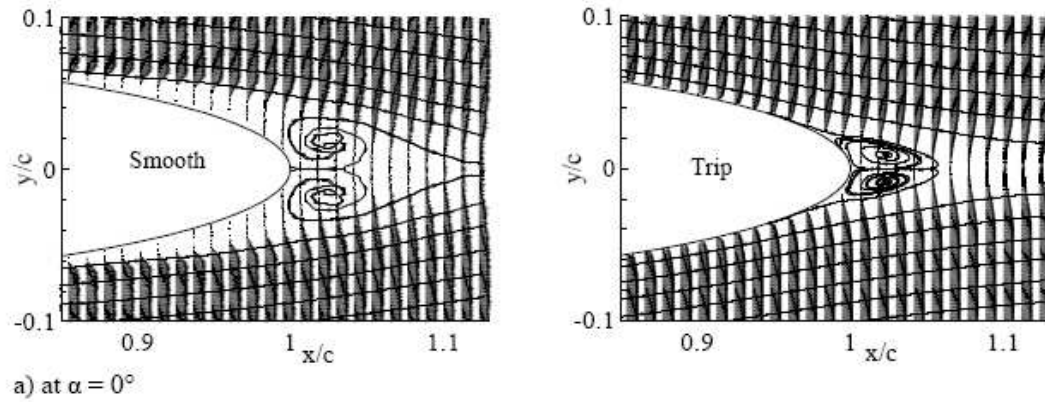 0.1
y/c
0
-0.1
Smooth
0.9
1
x/c
1.1
0.1
y/c
0
-0.1
Trip
0.9
1
x/c
1.1
a) at α = 0°